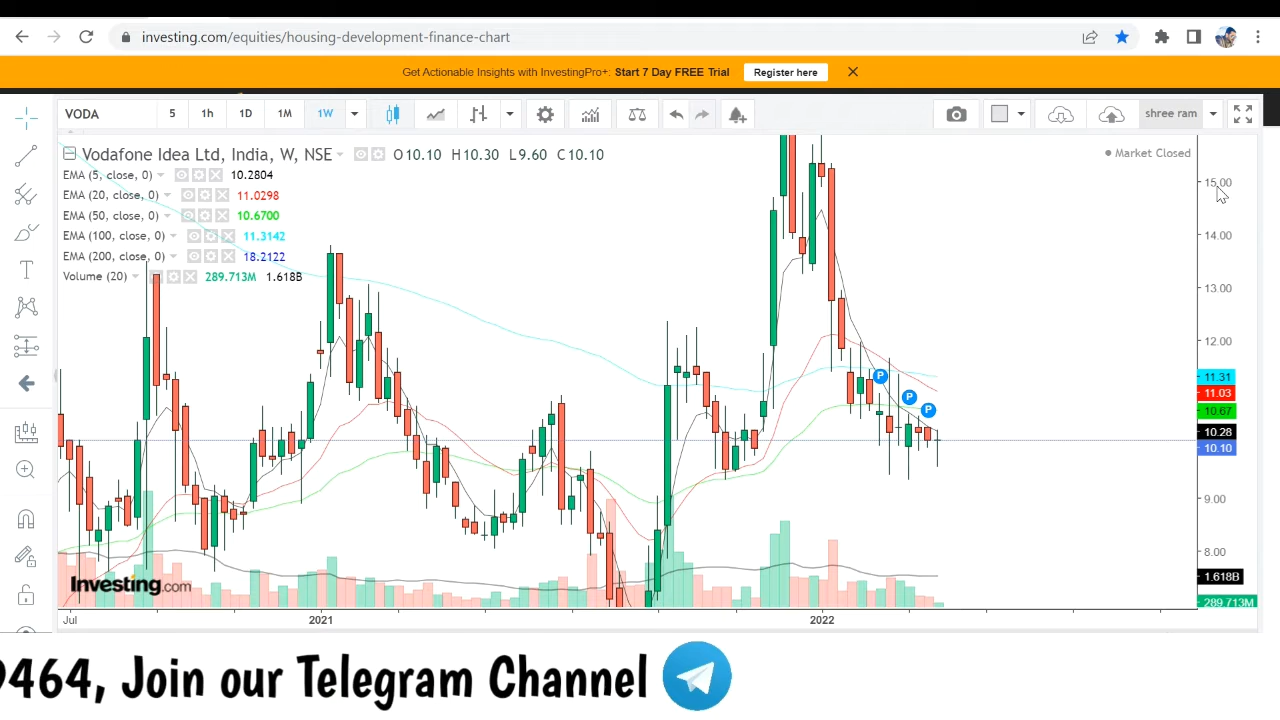 investing.com/equities/housing-development-finance-chart
Get Actionable Insights with InvestingPro+: Start 7 Day FREE Trial Register here
VODA 5 1h 1D 1M 1W shree ram
Vodafone Idea Ltd, India, W, NSE O10.10 H10.30 L9.60 C10.10
Market Closed
EMA (5, close, 0) 10.2804
EMA (20, close, 0) 11.0298
EMA (50, close, 0) 10.6700
EMA (100, close, 0) 11.3142
EMA (200, close, 0) 18.2122
Volume (20) 289.713M 1.618B
15.00
14.00
13.00
12.00
11.31
11.03
10.67
10.28
10.10
9.00
8.00
1.618B
289.713M
P
P
P
Investing.com
Jul 2021 2022
9464, Join our Telegram Channel